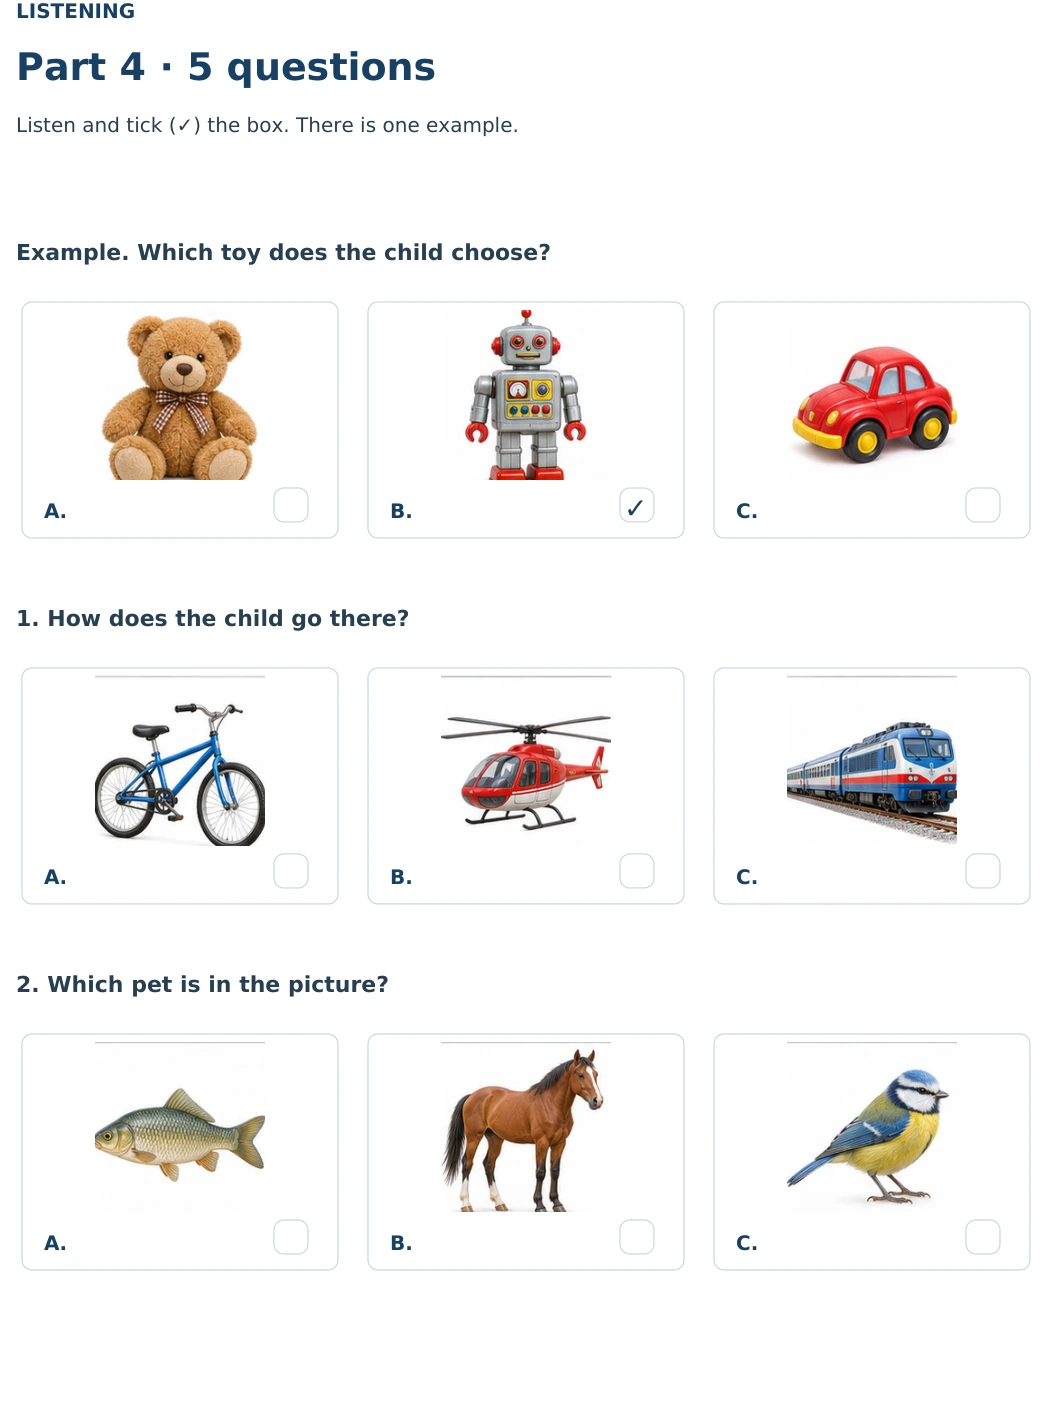 LISTENING
Part 4 · 5 questions
Listen and tick (✓) the box. There is one example.
Example. Which toy does the child choose?
A. B. ✓ C.
1. How does the child go there?
A. B. C.
2. Which pet is in the picture?
A. B. C.